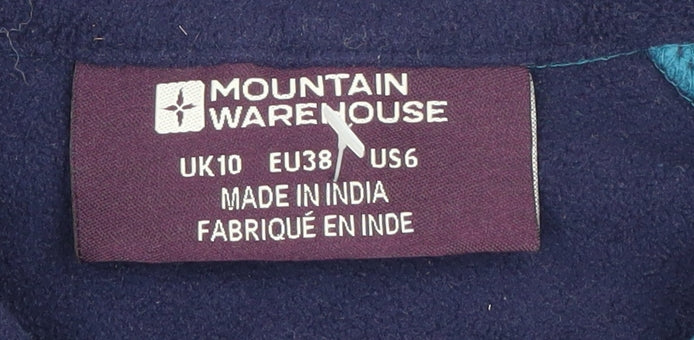 MOUNTAIN
WAREHOUSE
UK10 EU38 US6
MADE IN INDIA
FABRIQUÉ EN INDE